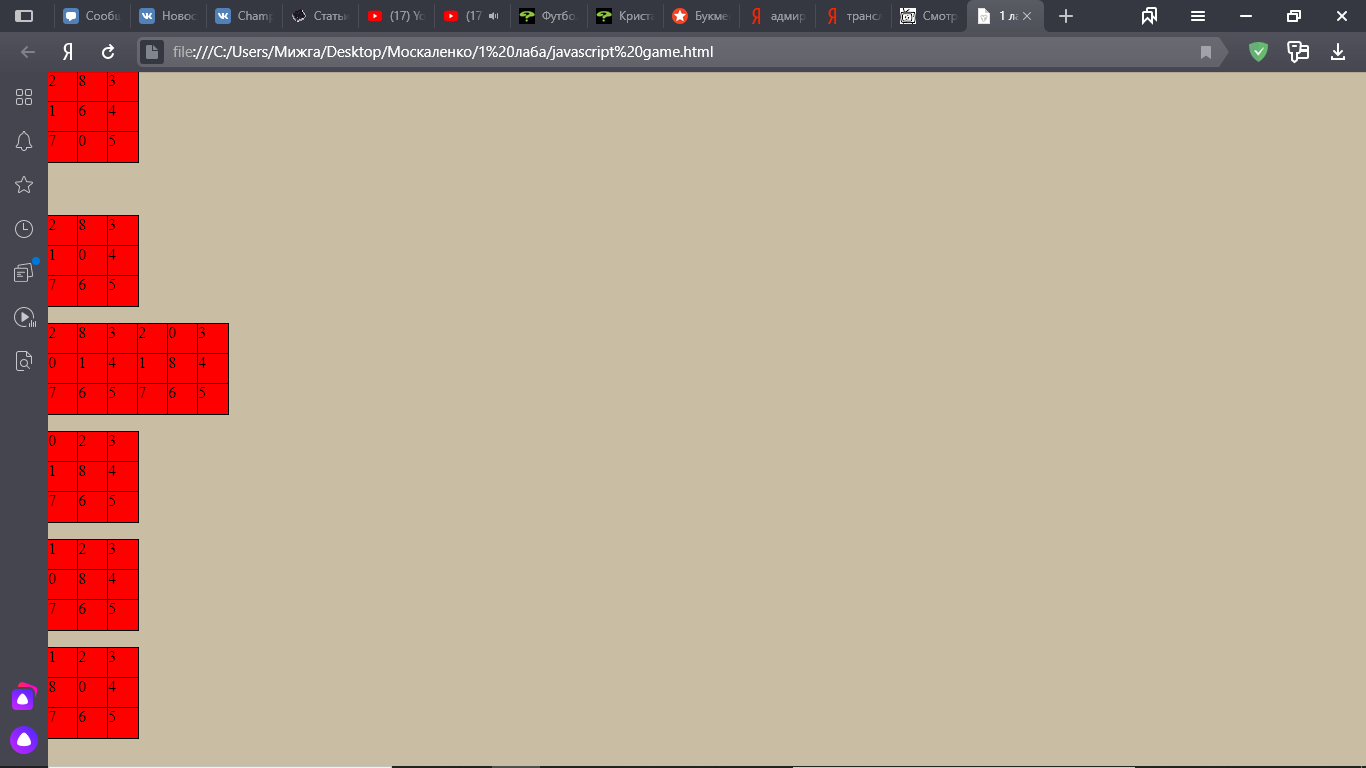 Сообщ
Новос
Champ
Статьи
(17) Yo
(17
Футбо.
Криста
Букме
Я адмир
Я трансл
Смотр
1 ла
Я file:///C:/Users/Мижга/Desktop/Москаленко/1%20лаба/javascript%20game.html
2 8 3
1 6 4
7 0 5
2 8 3
1 0 4
7 6 5
2 8 3 2 0 3
0 1 4 1 8 4
7 6 5 7 6 5
0 2 3
1 8 4
7 6 5
1 2 3
0 8 4
7 6 5
1 2 3
8 0 4
7 6 5